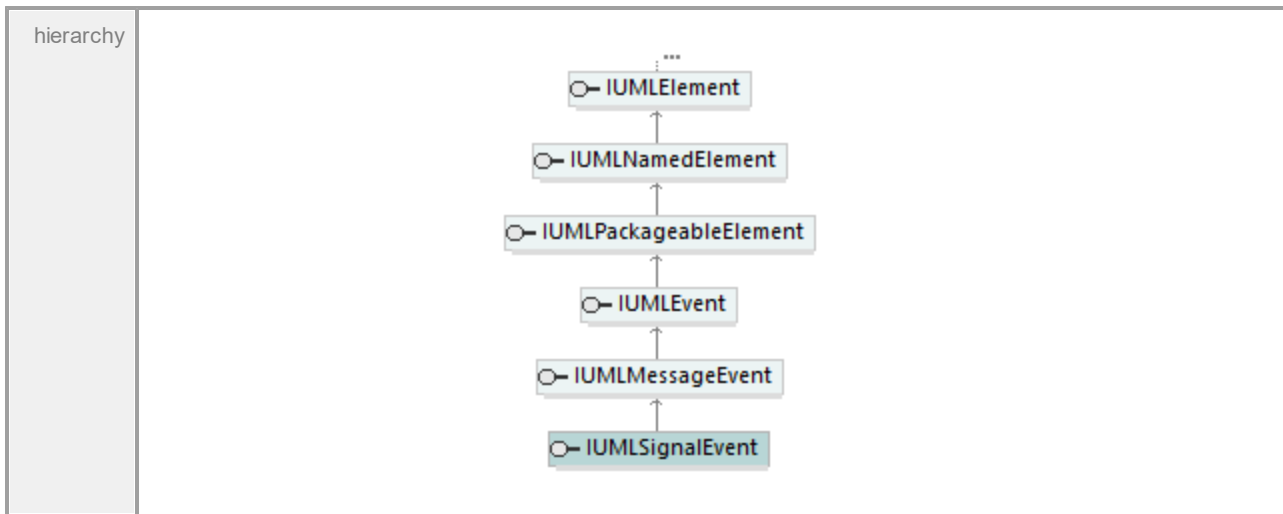 hierarchy
...
IUMLElement
IUMLNamedElement
IUMLPackageableElement
IUMLEvent
IUMLMessageEvent
IUMLSignalEvent